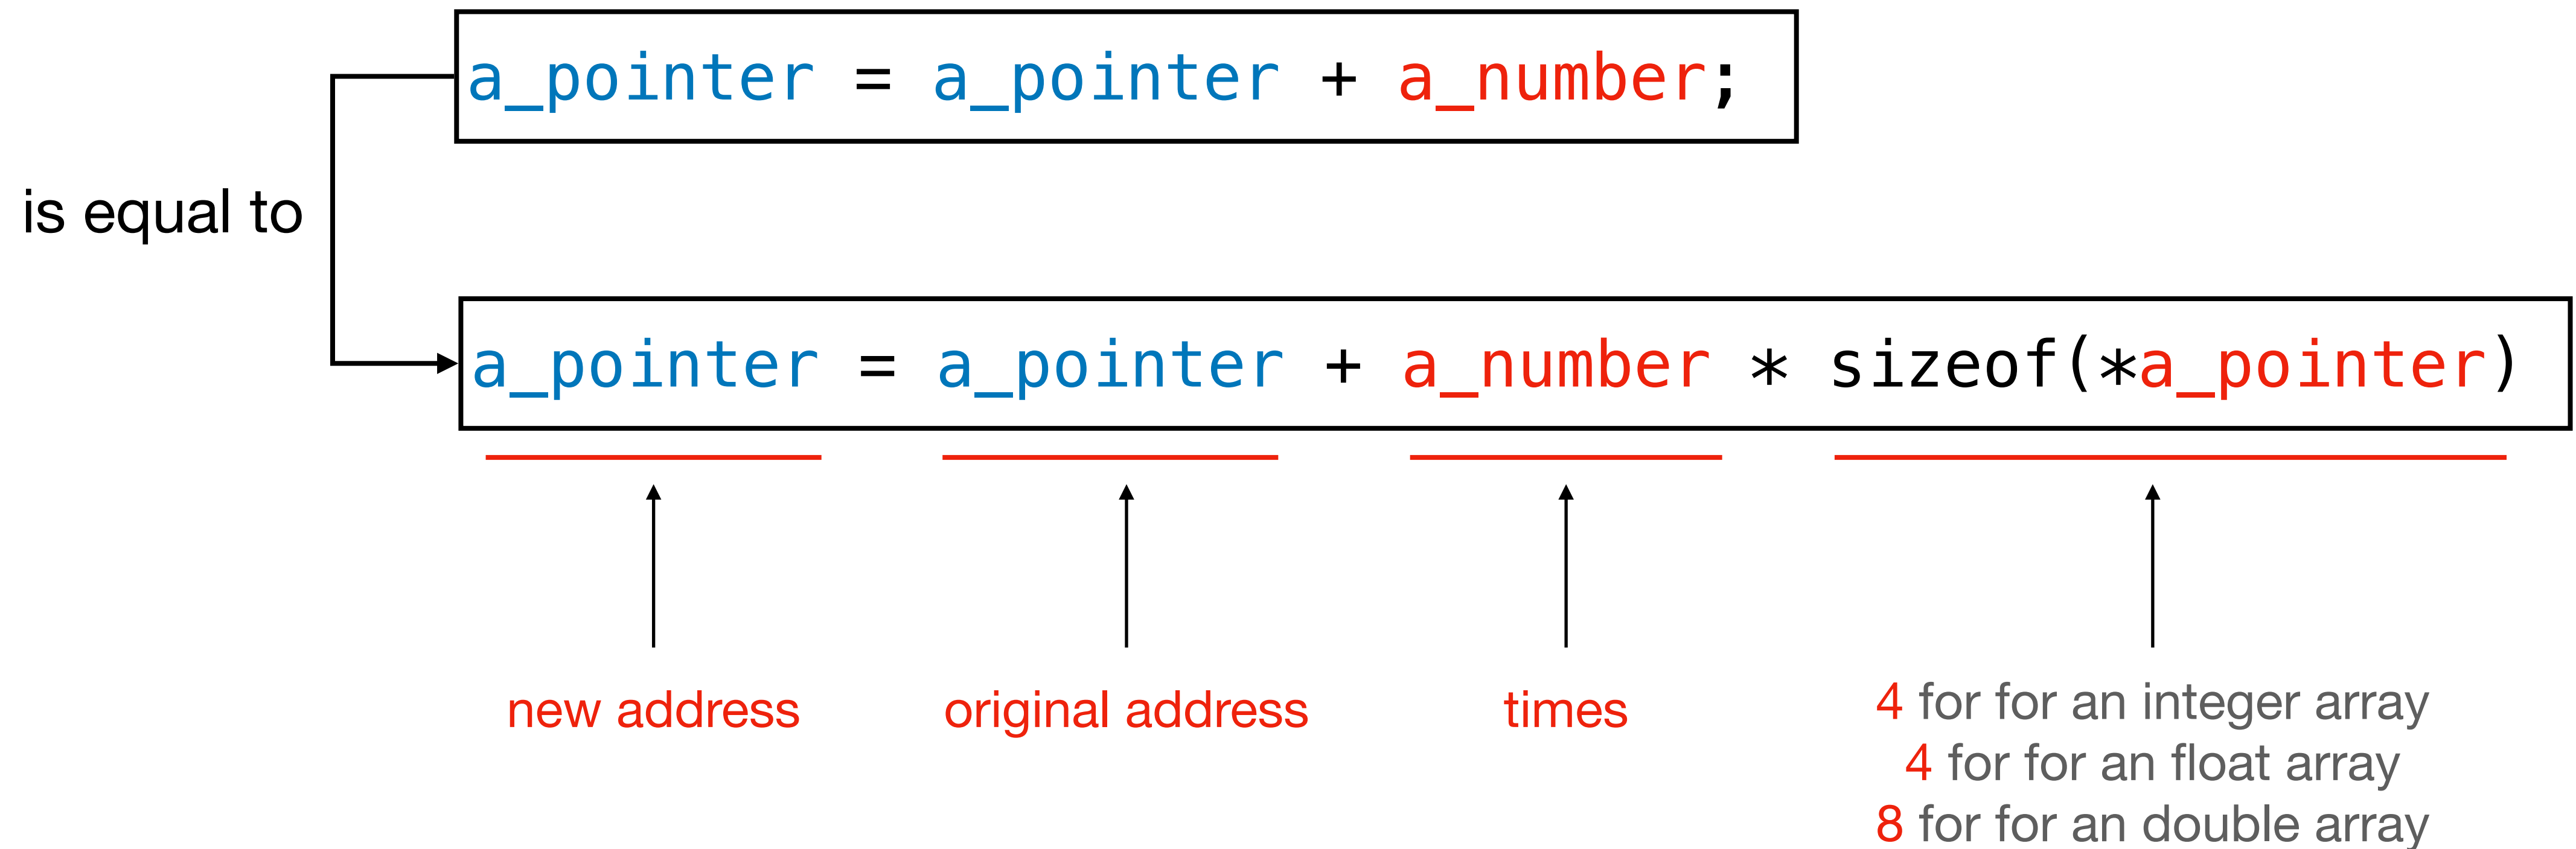 a_pointer = a_pointer + a_number;
is equal to
a_pointer = a_pointer + a_number * sizeof(*a_pointer)
new address
original address
times
4 for for an integer array
4 for for an float array
8 for for an double array